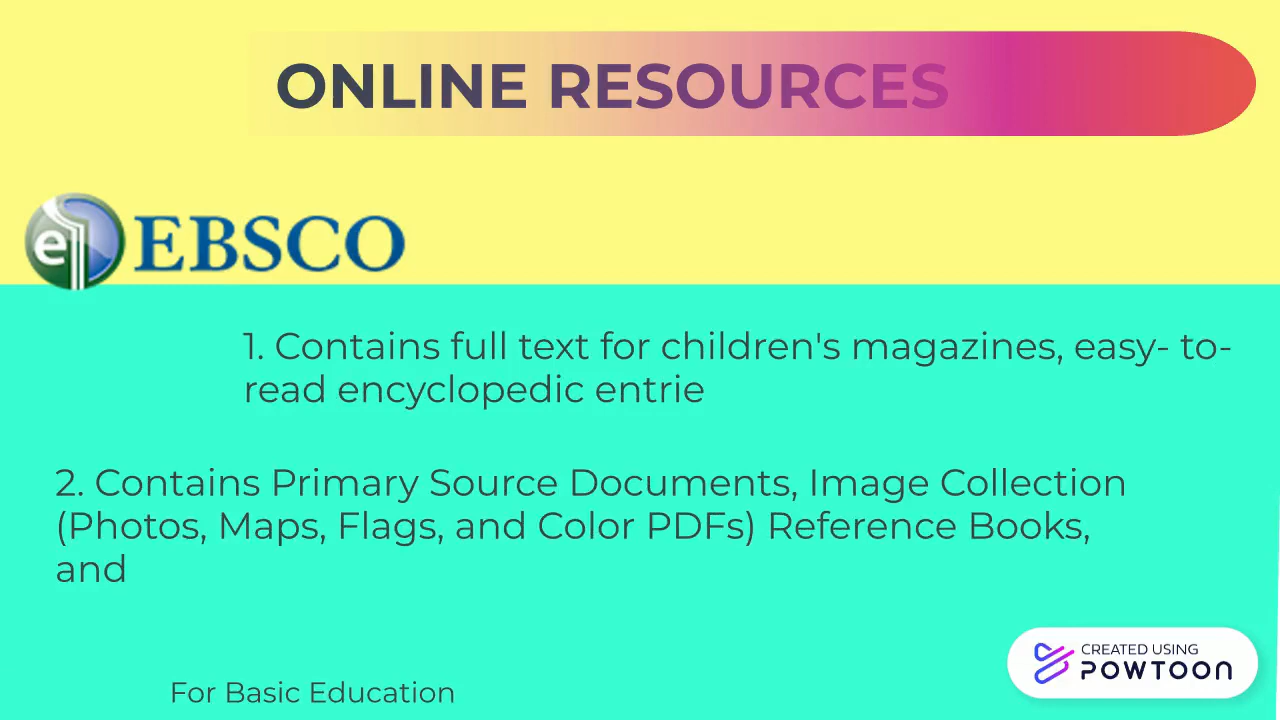 ONLINE RESOURCES
e EBSCO
1. Contains full text for children's magazines, easy- to-
read encyclopedic entrie
2. Contains Primary Source Documents, Image Collection
(Photos, Maps, Flags, and Color PDFs) Reference Books,
and
For Basic Education
CREATED USING
POWTOON